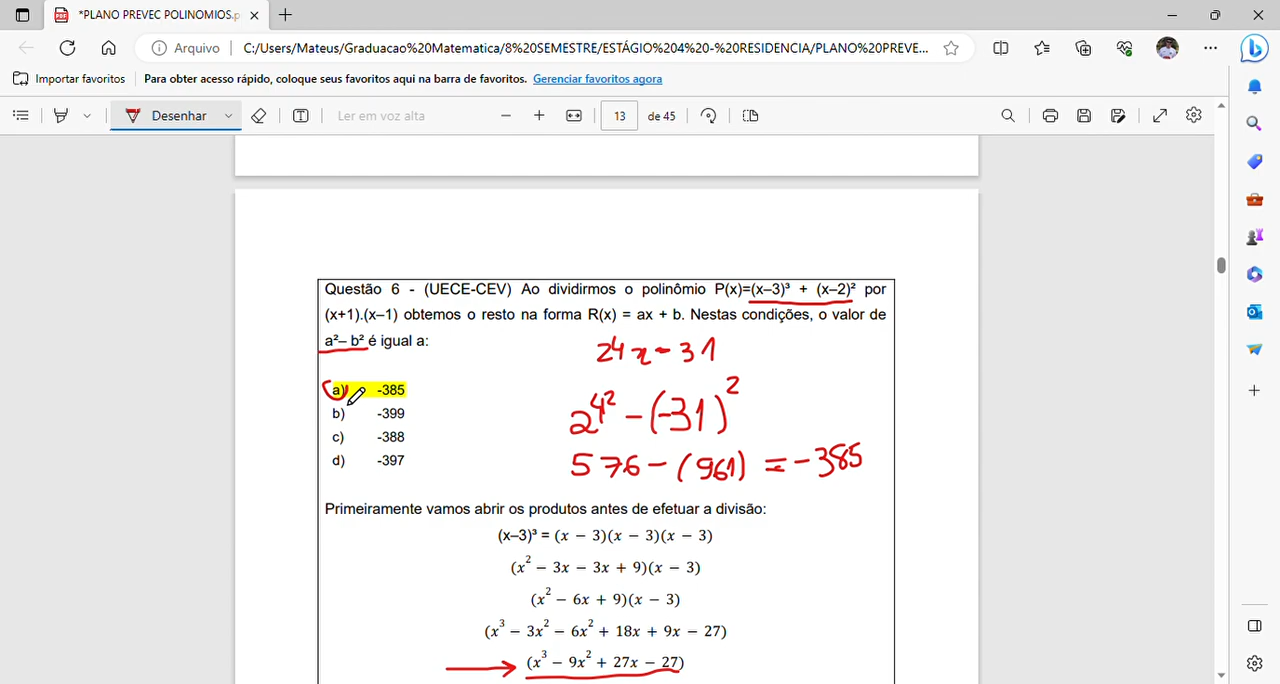 *PLANO PREVEC POLINOMIOS.p
Arquivo
C:/Users/Mateus/Graduacao%20Matematica/8%20SEMESTRE/ESTÁGIO%204%20-%20RESIDENCIA/PLANO%20PREVE...
Importar favoritos
Para obter acesso rápido, coloque seus favoritos aqui na barra de favoritos. Gerenciar favoritos agora
Desenhar
Ler em voz alta
13 de 45
Questão 6 - (UECE-CEV) Ao dividirmos o polinômio P(x)=(x–3)³ + (x–2)² por
(x+1).(x–1) obtemos o resto na forma R(x) = ax + b. Nestas condições, o valor de
a²– b² é igual a:
24x - 31
a) -385
b) -399
c) -388
d) -397
24² - (-31)²
576 - (961) = -385
Primeiramente vamos abrir os produtos antes de efetuar a divisão:
(x–3)³ = (x − 3)(x − 3)(x − 3)
(x² − 3x − 3x + 9)(x − 3)
(x² − 6x + 9)(x − 3)
(x³ − 3x² − 6x² + 18x + 9x − 27)
(x³ − 9x² + 27x − 27)